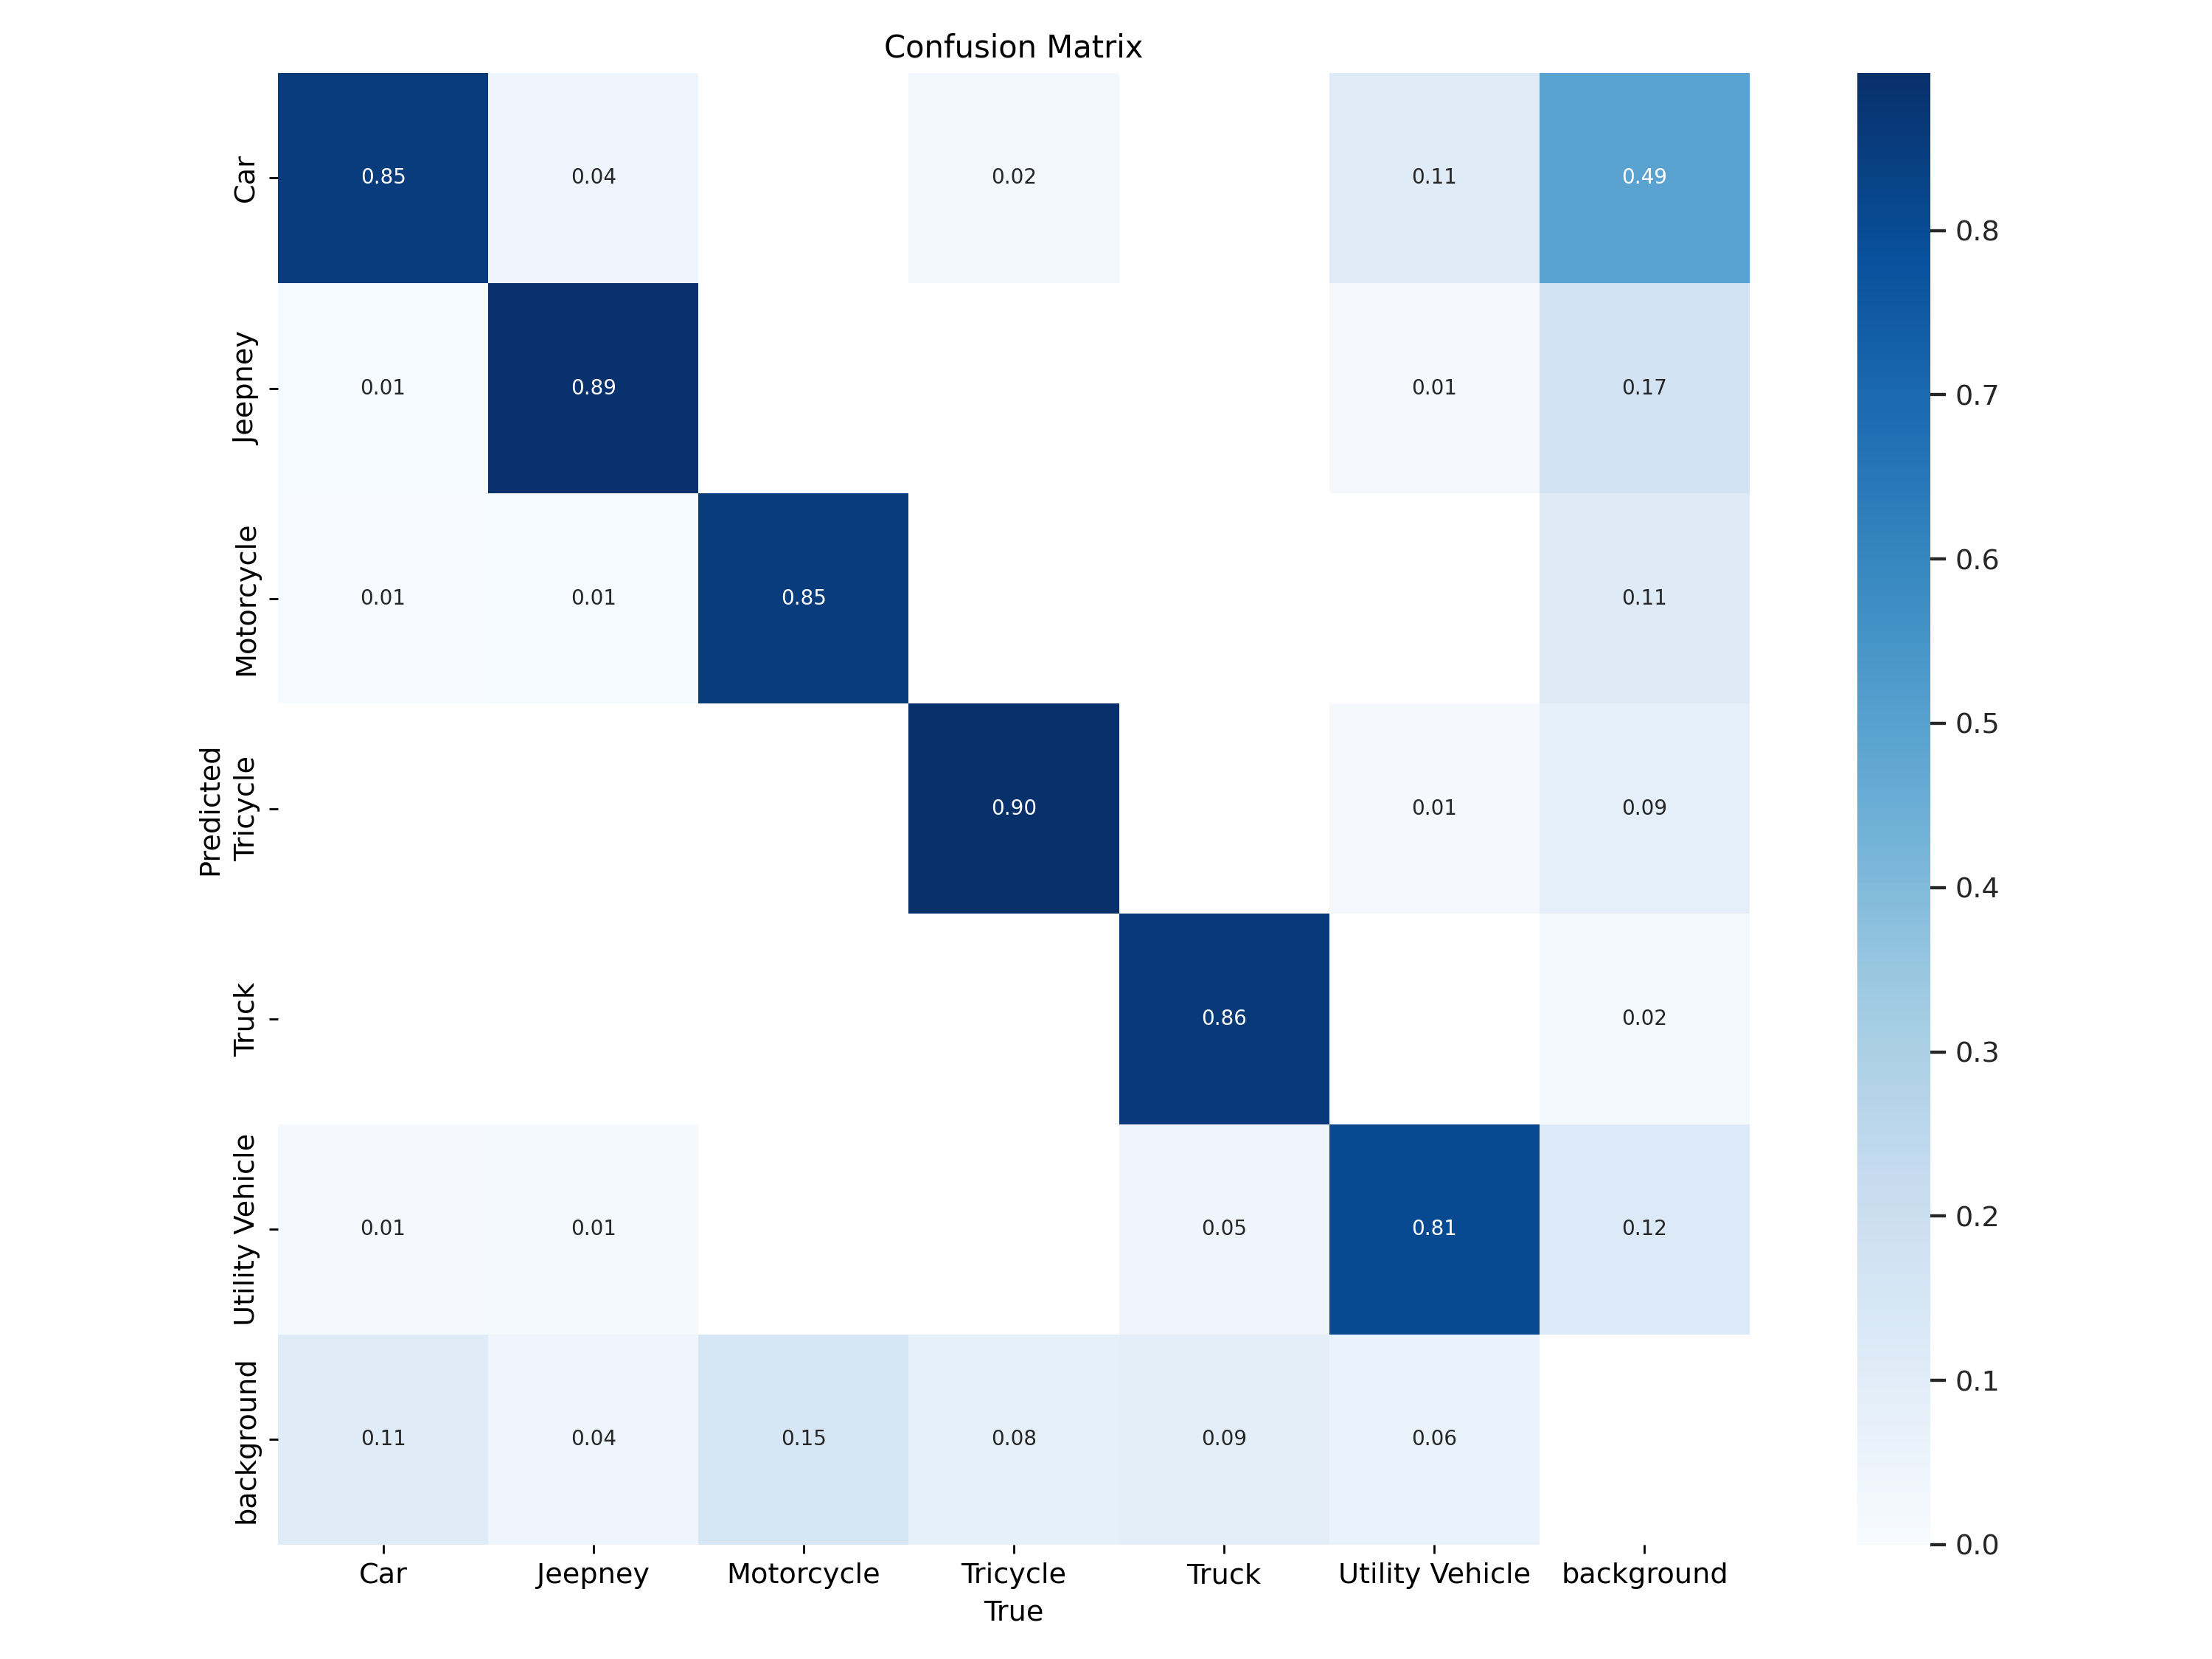 Confusion Matrix
Predicted
Car
0.85
0.04
0.02
0.11
0.49
Jeepney
0.01
0.89
0.01
0.17
Motorcycle
0.01
0.01
0.85
0.11
Tricycle
0.90
0.01
0.09
Truck
0.86
0.02
Utility Vehicle
0.01
0.01
0.05
0.81
0.12
background
0.11
0.04
0.15
0.08
0.09
0.06
Car
Jeepney
Motorcycle
Tricycle
Truck
Utility Vehicle
background
True
0.8
0.7
0.6
0.5
0.4
0.3
0.2
0.1
0.0